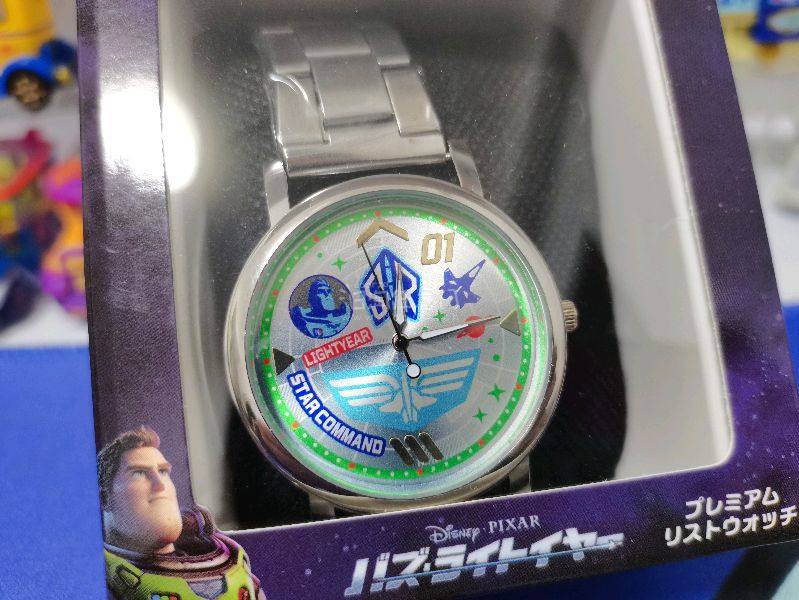 01
LIGHTYEAR
STAR COMMAND
Disney · PIXAR
バズ・ライトイヤー
プレミアム
リストウォッチ